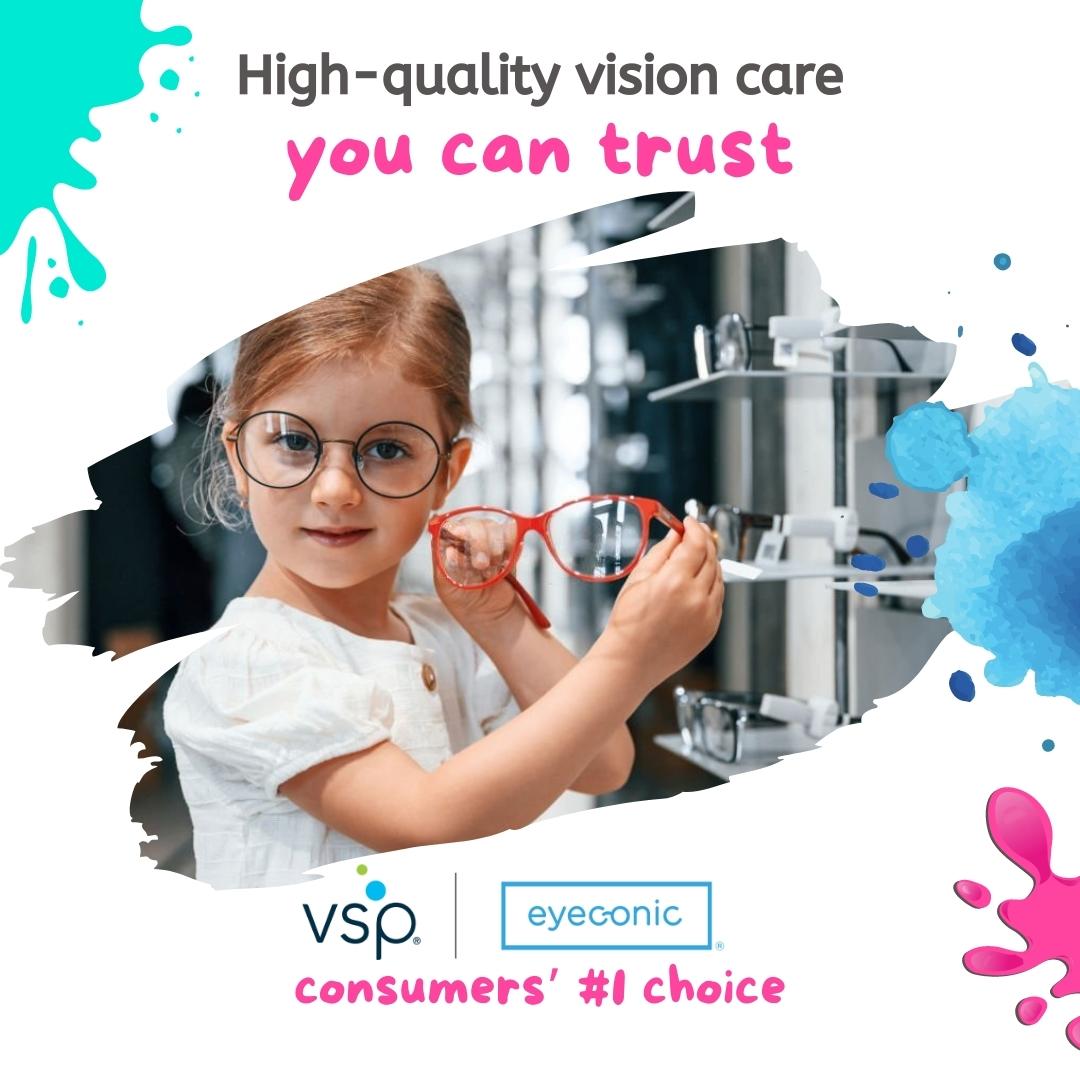 High-quality vision care
you can trust
vsp® | eyeconic®
consumers' #1 choice